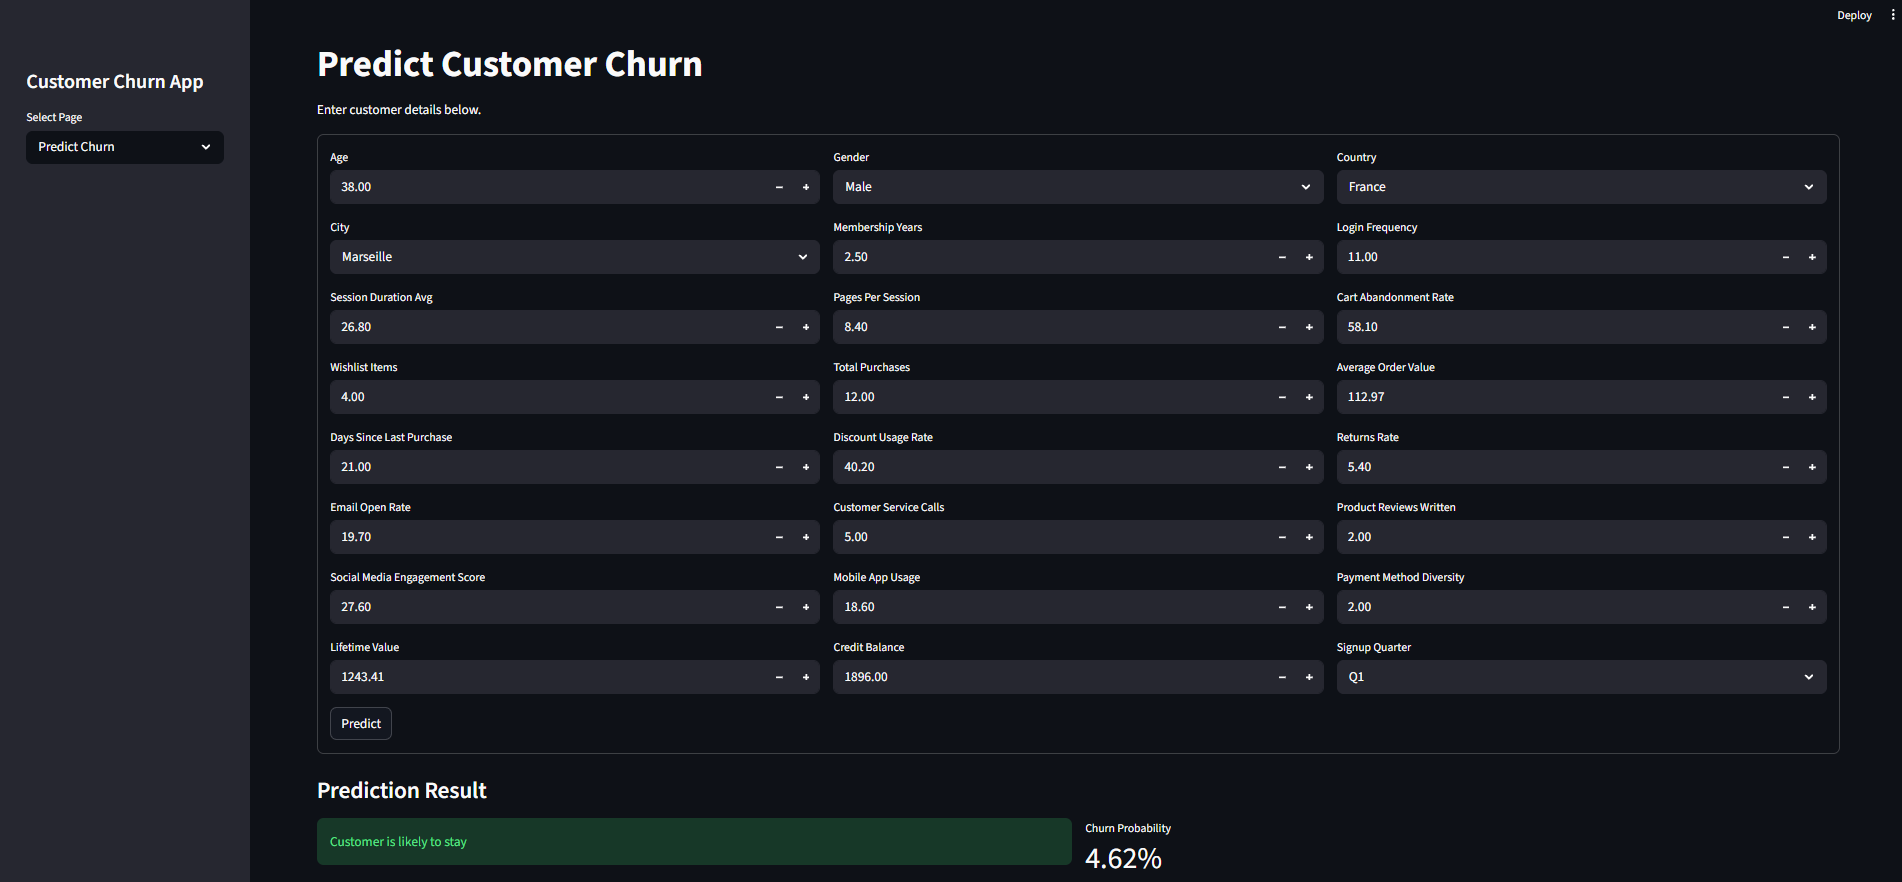 Deploy
Customer Churn App
Select Page
Predict Churn
Predict Customer Churn
Enter customer details below.
Age Gender Country
38.00 Male France
City Membership Years Login Frequency
Marseille 2.50 11.00
Session Duration Avg Pages Per Session Cart Abandonment Rate
26.80 8.40 58.10
Wishlist Items Total Purchases Average Order Value
4.00 12.00 112.97
Days Since Last Purchase Discount Usage Rate Returns Rate
21.00 40.20 5.40
Email Open Rate Customer Service Calls Product Reviews Written
19.70 5.00 2.00
Social Media Engagement Score Mobile App Usage Payment Method Diversity
27.60 18.60 2.00
Lifetime Value Credit Balance Signup Quarter
1243.41 1896.00 Q1
Predict
Prediction Result
Customer is likely to stay
Churn Probability
4.62%